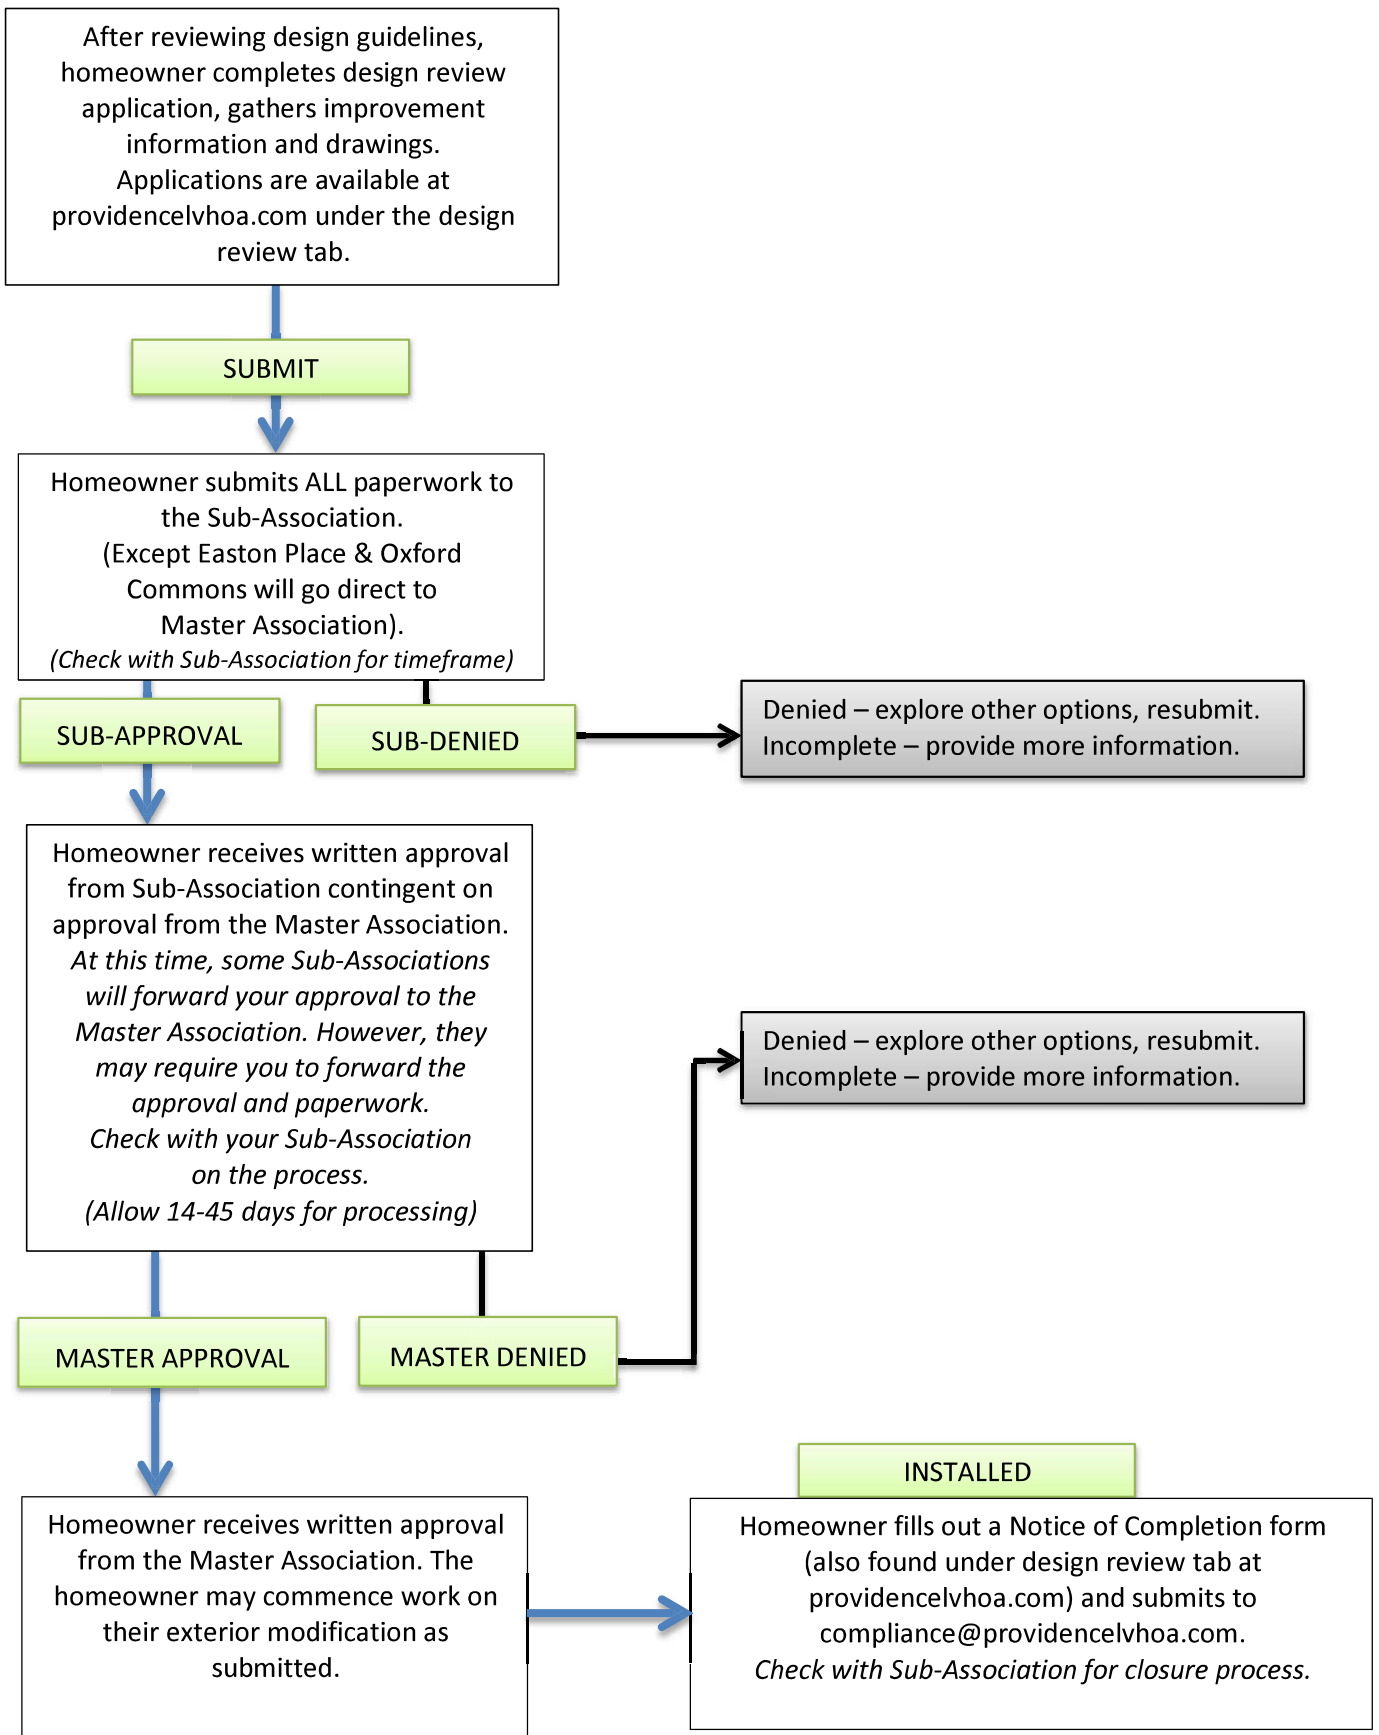 After reviewing design guidelines,
homeowner completes design review
application, gathers improvement
information and drawings.
Applications are available at
providencelvhoa.com under the design
review tab.
SUBMIT
Homeowner submits ALL paperwork to
the Sub-Association.
(Except Easton Place & Oxford
Commons will go direct to
Master Association).
(Check with Sub-Association for timeframe)
SUB-APPROVAL
SUB-DENIED
Denied – explore other options, resubmit.
Incomplete – provide more information.
Homeowner receives written approval
from Sub-Association contingent on
approval from the Master Association.
At this time, some Sub-Associations
will forward your approval to the
Master Association. However, they
may require you to forward the
approval and paperwork.
Check with your Sub-Association
on the process.
(Allow 14-45 days for processing)
Denied – explore other options, resubmit.
Incomplete – provide more information.
MASTER APPROVAL
MASTER DENIED
Homeowner receives written approval
from the Master Association. The
homeowner may commence work on
their exterior modification as
submitted.
INSTALLED
Homeowner fills out a Notice of Completion form
(also found under design review tab at
providencelvhoa.com) and submits to
compliance@providencelvhoa.com.
Check with Sub-Association for closure process.